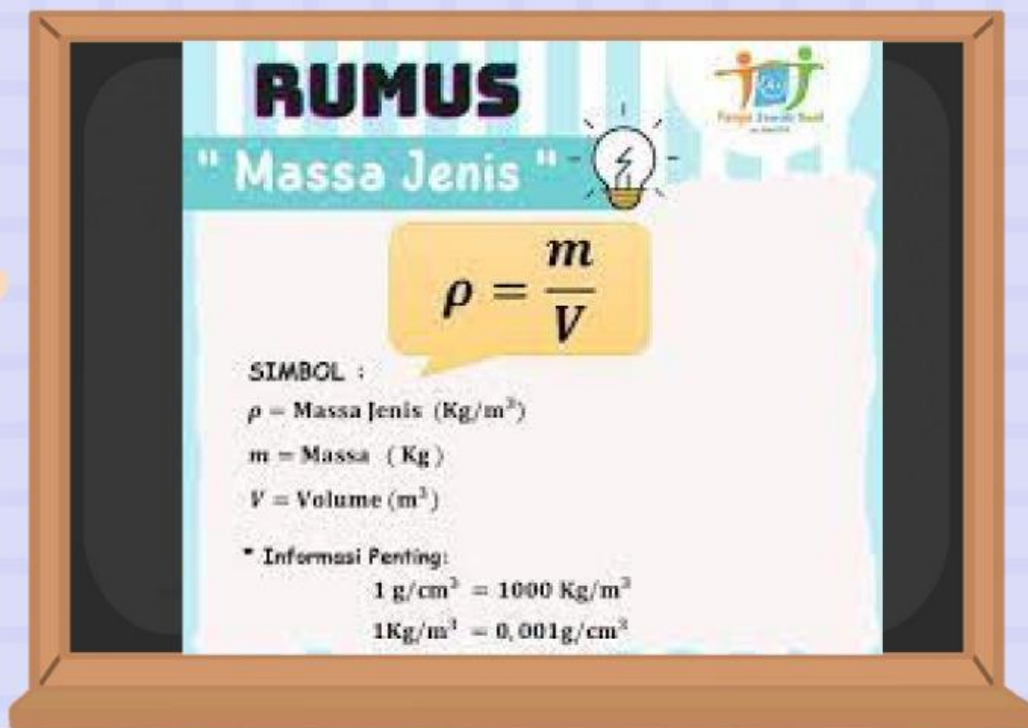 RUMUS
" Massa Jenis "
ρ = m/V
SIMBOL :
ρ = Massa Jenis (Kg/m³)
m = Massa ( Kg )
V = Volume (m³)
* Informasi Penting:
1 g/cm³ = 1000 Kg/m³
1Kg/m³ = 0,001g/cm³